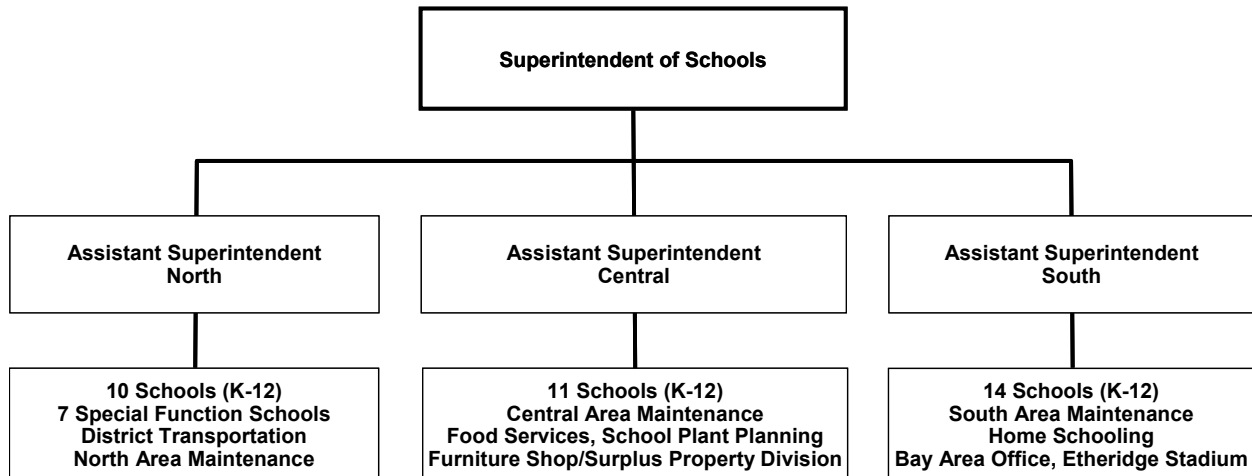 Superintendent of Schools
Assistant Superintendent
North
Assistant Superintendent
Central
Assistant Superintendent
South
10 Schools (K-12)
7 Special Function Schools
District Transportation
North Area Maintenance
11 Schools (K-12)
Central Area Maintenance
Food Services, School Plant Planning
Furniture Shop/Surplus Property Division
14 Schools (K-12)
South Area Maintenance
Home Schooling
Bay Area Office, Etheridge Stadium